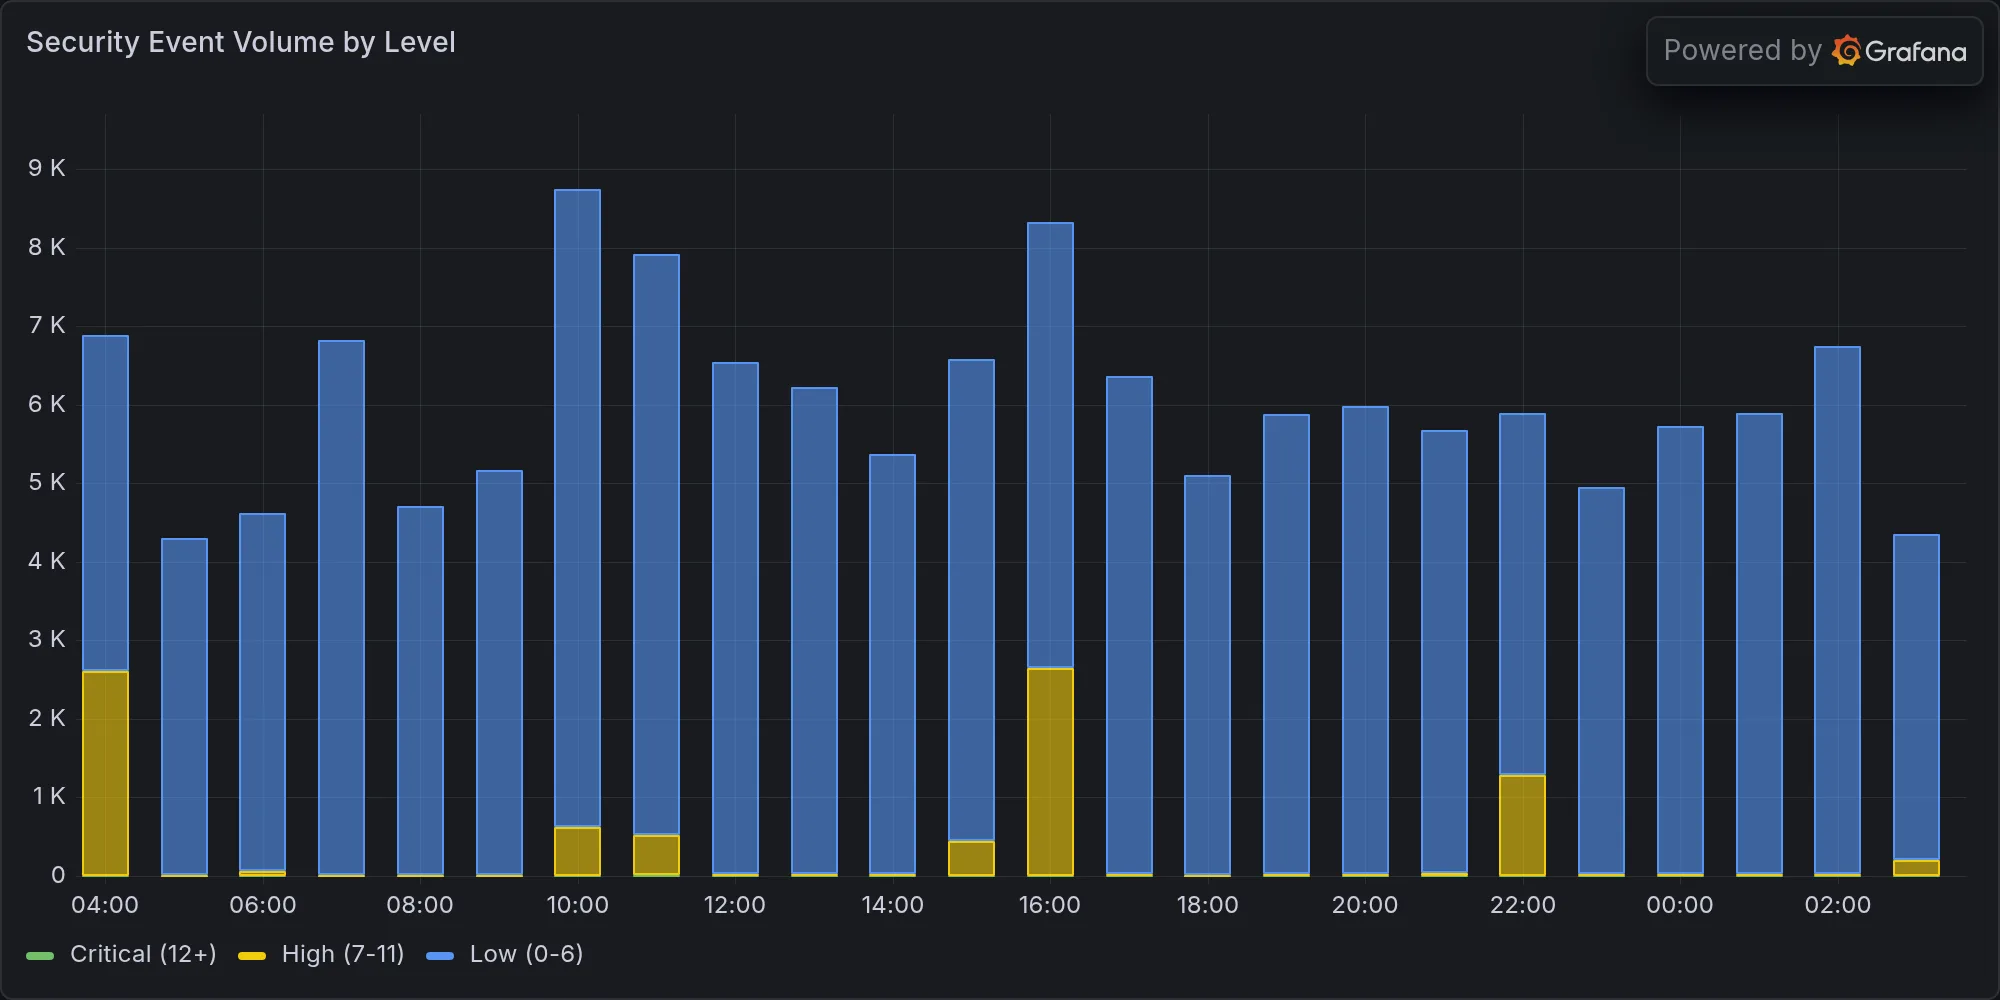 Security Event Volume by Level
Powered by Grafana
9 K
8 K
7 K
6 K
5 K
4 K
3 K
2 K
1 K
0
04:00 06:00 08:00 10:00 12:00 14:00 16:00 18:00 20:00 22:00 00:00 02:00
Critical (12+) High (7-11) Low (0-6)